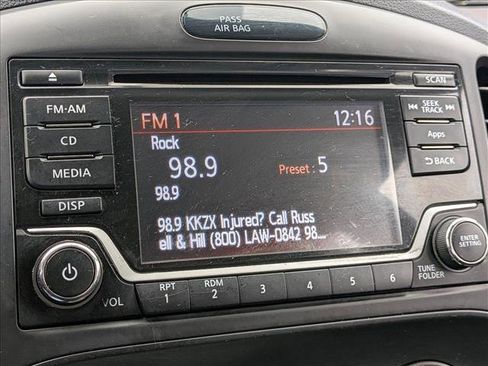 PASS
AIR BAG
SCAN
FM·AM
CD
MEDIA
DISP
FM 1
12:16
Rock
98.9
Preset : 5
98.9
98.9 KKZX Injured? Call Russ
ell & Hill (800) LAW-0842 98....
SEEK
TRACK
Apps
BACK
ENTER
SETTING
TUNE
FOLDER
VOL
RPT
1
RDM
2
3
4
5
6